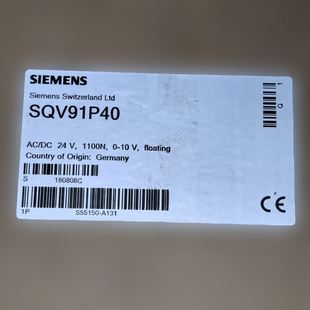 SIEMENS
Siemens Switzerland Ltd
SQV91P40
AC/DC 24 V, 1100N, 0-10 V, floating
Country of Origin: Germany
S 180808C
1P S55150-A131
CE